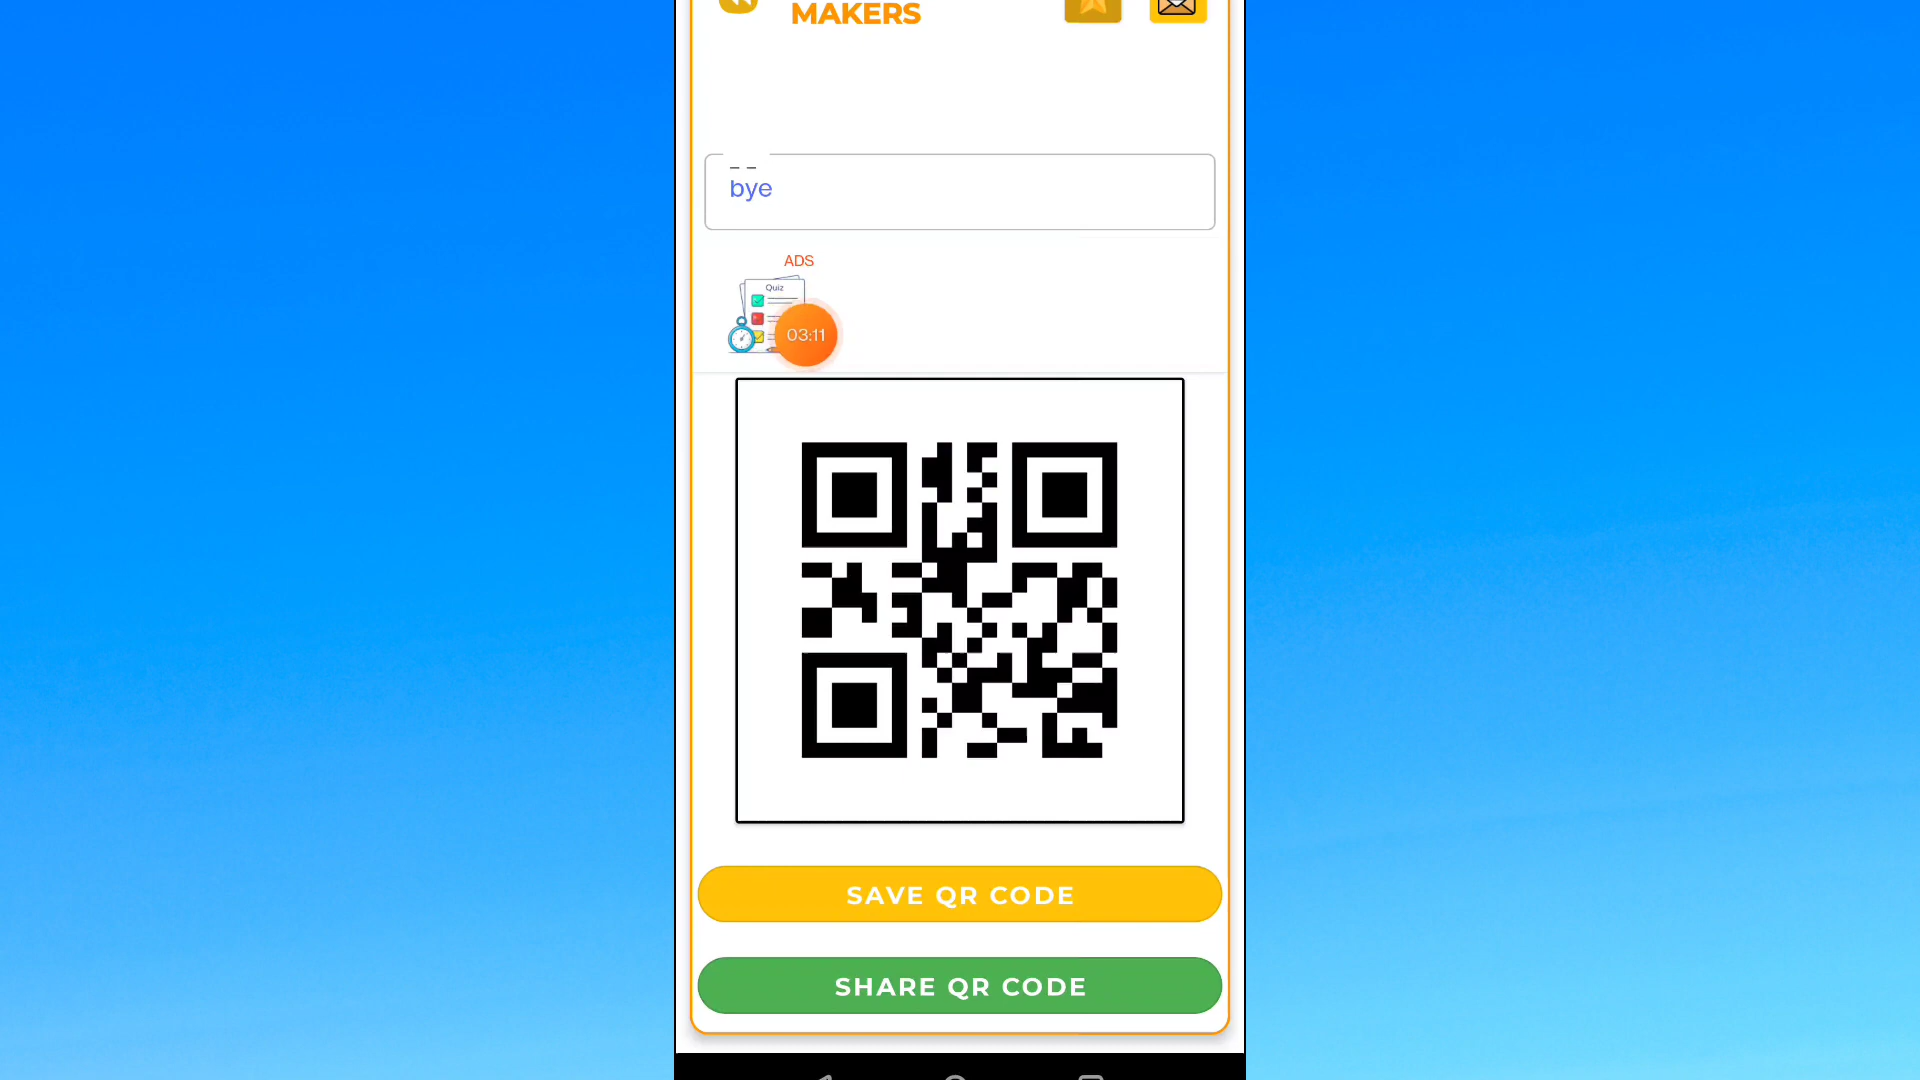 MAKERS
bye
ADS
Quiz
03:11
SAVE QR CODE
SHARE QR CODE